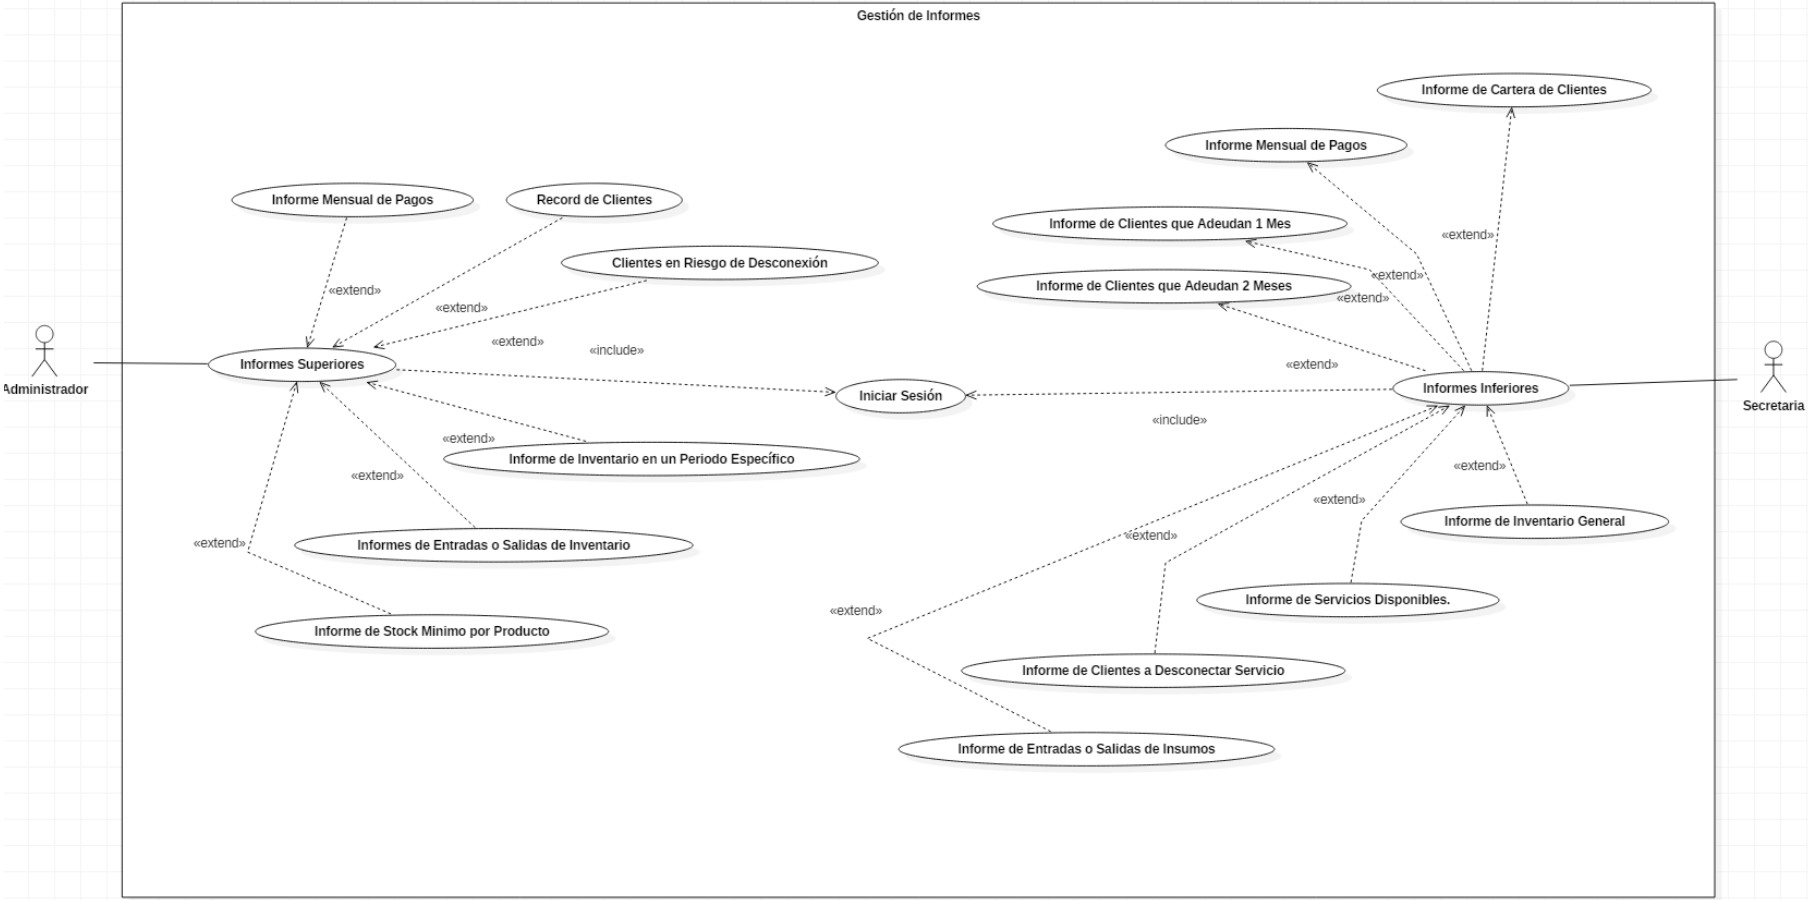 Gestión de Informes
Informe de Cartera de Clientes
Informe Mensual de Pagos
Informe Mensual de Pagos
Record de Clientes
Informe de Clientes que Adeudan 1 Mes
«extend»
Clientes en Riesgo de Desconexión
«extend»
Informe de Clientes que Adeudan 2 Meses
«extend»
«extend»
«extend»
«extend»
«include»
Informes Superiores
«extend»
Administrador
Iniciar Sesión
Informes Inferiores
Secretaria
«include»
«extend»
Informe de Inventario en un Periodo Específico
«extend»
«extend»
«extend»
Informe de Inventario General
«extend»
«extend»
Informes de Entradas o Salidas de Inventario
Informe de Servicios Disponibles.
«extend»
Informe de Stock Minimo por Producto
Informe de Clientes a Desconectar Servicio
Informe de Entradas o Salidas de Insumos